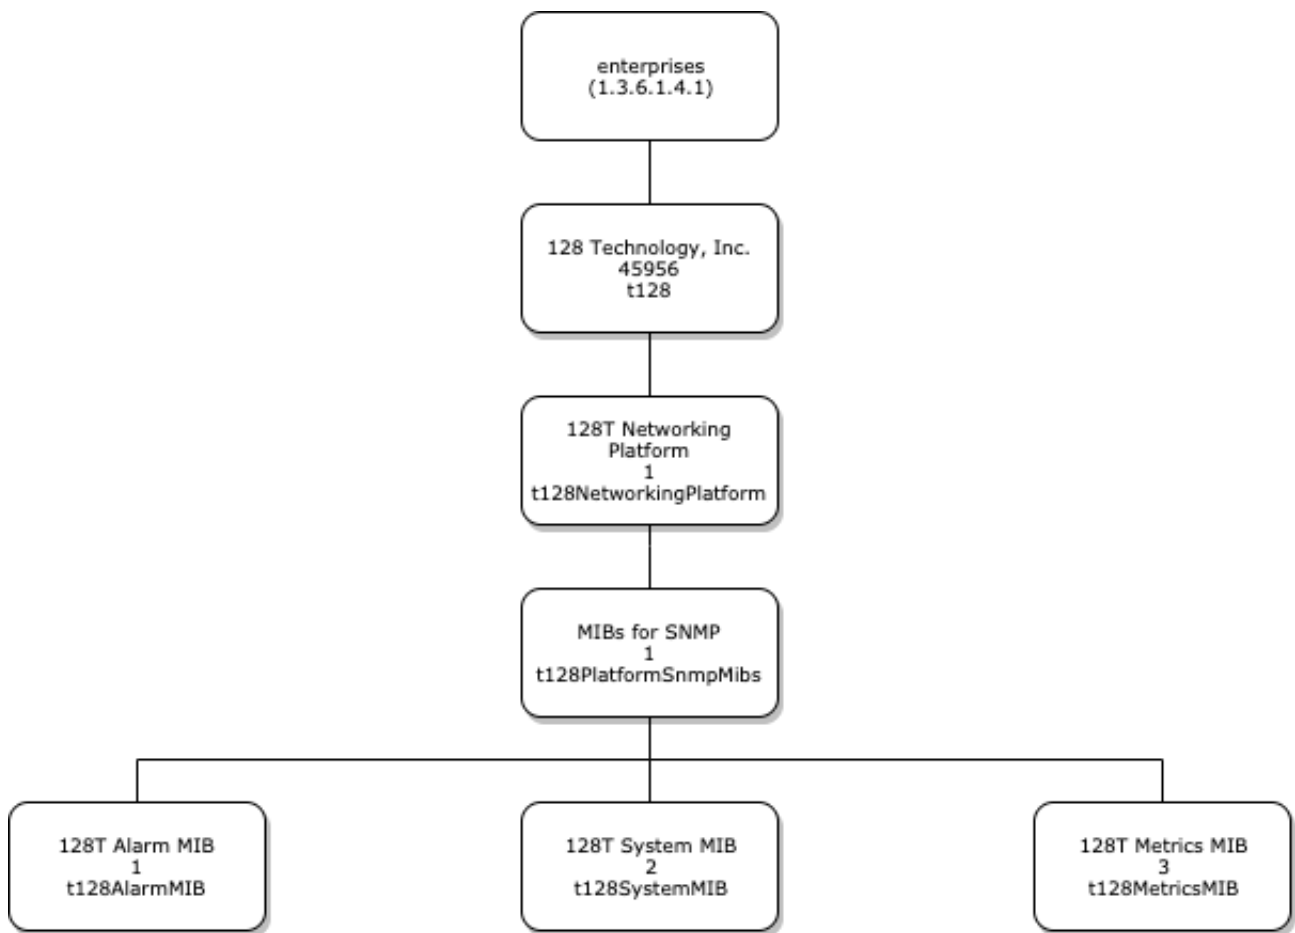 enterprises
(1.3.6.1.4.1)
128 Technology, Inc.
45956
t128
128T Networking
Platform
1
t128NetworkingPlatform
MIBs for SNMP
1
t128PlatformSnmpMibs
128T Alarm MIB
1
t128AlarmMIB
128T System MIB
2
t128SystemMIB
128T Metrics MIB
3
t128MetricsMIB